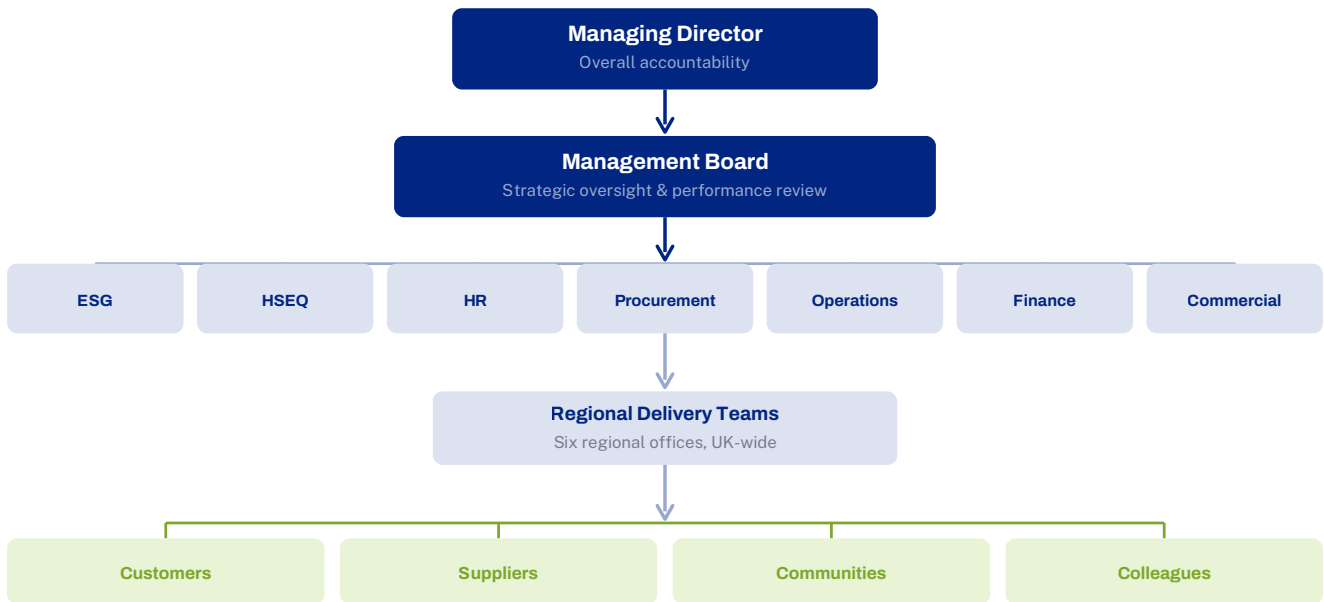 Managing Director
Overall accountability
Management Board
Strategic oversight & performance review
ESG
HSEQ
HR
Procurement
Operations
Finance
Commercial
Regional Delivery Teams
Six regional offices, UK-wide
Customers
Suppliers
Communities
Colleagues